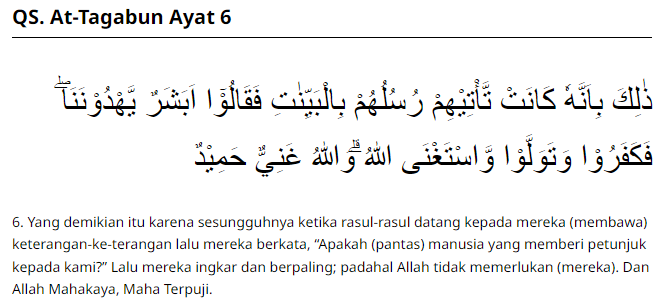 QS. At-Tagabun Ayat 6
ذٰلِكَ بِاَنَّهٗ كَانَتْ تَّأْتِيْهِمْ رُسُلُهُمْ بِالْبَيِّنٰتِ فَقَالُوْٓا اَبَشَرٌ يَّهْدُوْنَنَاۖ
فَكَفَرُوْا وَتَوَلَّوْا وَّاسْتَغْنَى اللّٰهُ ۗوَاللّٰهُ غَنِيٌّ حَمِيْدٌ
6. Yang demikian itu karena sesungguhnya ketika rasul-rasul datang kepada mereka (membawa)
keterangan-ke-terangan lalu mereka berkata, “Apakah (pantas) manusia yang memberi petunjuk
kepada kami?” Lalu mereka ingkar dan berpaling; padahal Allah tidak memerlukan (mereka). Dan
Allah Mahakaya, Maha Terpuji.